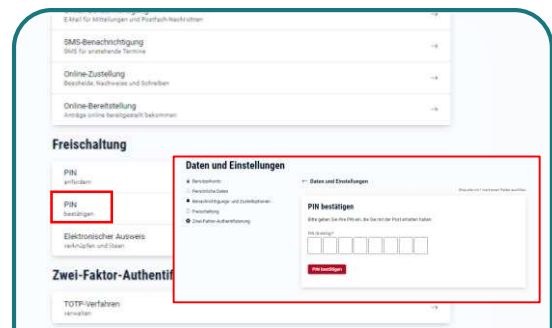 E-Mail für Mitteilungen und Postfach-Nachrichten
SMS-Benachrichtigung
SMS für anstehende Termine
Online-Zustellung
Bescheide, Nachweise und Schreiben
Online-Bereitstellung
Anträge online bereitgestellt bekommen
Freischaltung
PIN
anfordern
PIN
bestätigen
Elektronischer Ausweis
verknüpfen und lösen
Zwei-Faktor-Authentif
TOTP-Verfahren
verwalten
Daten und Einstellungen
Benutzerkonto
Persönliche Daten
Benachrichtigungs- und Zustelloptionen
Freischaltung
Zwei-Faktor-Authentifizierung
← Daten und Einstellungen
PIN bestätigen
Bitte geben Sie Ihre PIN ein, die Sie mit der Post erhalten haben.
PIN bestätigen